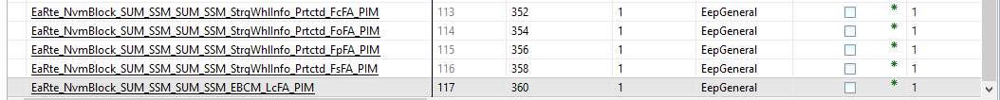 EaRte_NvmBlock_SUM_SSM_SUM_SSM_StrgWhlInfo_Prtctd_FcFA_PIM 113 352 1 EepGeneral * 1
EaRte_NvmBlock_SUM_SSM_SUM_SSM_StrgWhlInfo_Prtctd_FoFA_PIM 114 354 1 EepGeneral * 1
EaRte_NvmBlock_SUM_SSM_SUM_SSM_StrgWhlInfo_Prtctd_FpFA_PIM 115 356 1 EepGeneral * 1
EaRte_NvmBlock_SUM_SSM_SUM_SSM_StrgWhlInfo_Prtctd_FsFA_PIM 116 358 1 EepGeneral * 1
EaRte_NvmBlock_SUM_SSM_SUM_SSM_EBCM_LcFA_PIM 117 360 1 EepGeneral * 1